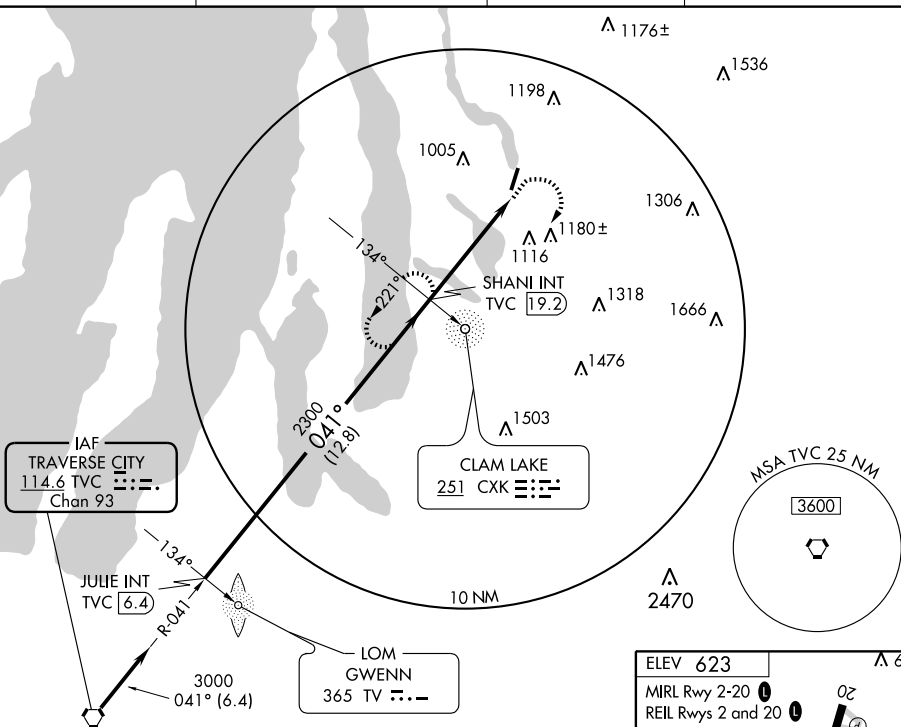 1176±
1536
1198
1005
1306
1180±
1116
134°
221°
SHANI INT
TVC 19.2
1318
1666
1476
2300
041°
(12.8)
1503
IAF
TRAVERSE CITY
114.6 TVC
Chan 93
CLAM LAKE
251 CXK
MSA TVC 25 NM
3600
134°
JULIE INT
TVC 6.4
R-041
10 NM
2470
LOM
GWENN
365 TV
3000
041° (6.4)
ELEV 623
6
MIRL Rwy 2-20 L
REIL Rwys 2 and 20 L
20
P